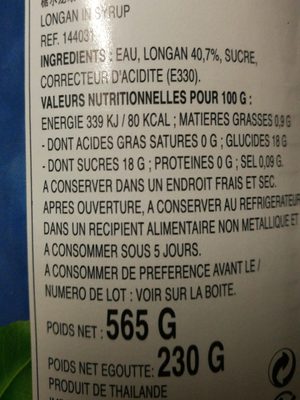 LONGAN IN SYRUP
REF. 144031
INGREDIENTS : EAU, LONGAN 40,7%, SUCRE,
CORRECTEUR D'ACIDITE (E330).
VALEURS NUTRITIONNELLES POUR 100 G :
ENERGIE 339 KJ / 80 KCAL ; MATIERES GRASSES 0,9 G
- DONT ACIDES GRAS SATURES 0 G ; GLUCIDES 18 G
- DONT SUCRES 18 G ; PROTEINES 0 G ; SEL 0,09 G.
A CONSERVER DANS UN ENDROIT FRAIS ET SEC.
APRES OUVERTURE, A CONSERVER AU REFRIGERATEUR
DANS UN RECIPIENT ALIMENTAIRE NON METALLIQUE ET
A CONSOMMER SOUS 5 JOURS.
A CONSOMMER DE PREFERENCE AVANT LE /
NUMERO DE LOT : VOIR SUR LA BOITE.
POIDS NET : 565 G
POIDS NET EGOUTTE: 230 G
PRODUIT DE THAILANDE